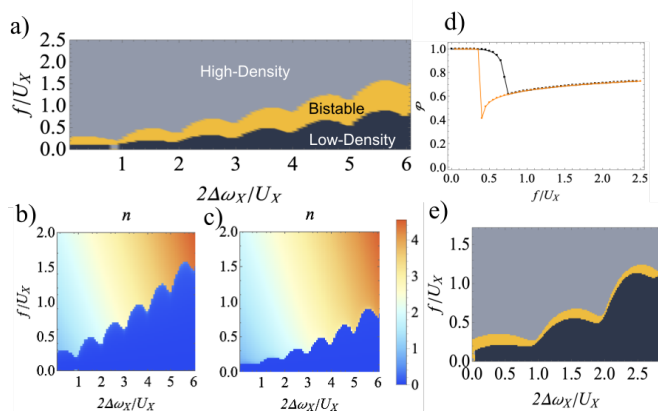 a)
f/U_X
2.5
2.0
1.5
1.0
0.5
0.0
High-Density
Bistable
Low-Density
1 2 3 4 5 6
2Δω_X/U_X
d)
𝒫
1.0
0.8
0.6
0.4
0.2
0.0
0.0 0.5 1.0 1.5 2.0 2.5
f/U_X
b)
n
f/U_X
2.0
1.5
1.0
0.5
0.0
0 1 2 3 4 5 6
2Δω_X/U_X
c)
n
2.0
1.5
1.0
0.5
0.0
0 1 2 3 4 5 6
2Δω_X/U_X
4
3
2
1
0
e)
f/U_X
1.5
1.0
0.5
0.0
0.0 0.5 1.0 1.5 2.0 2.5
2Δω_X/U_X